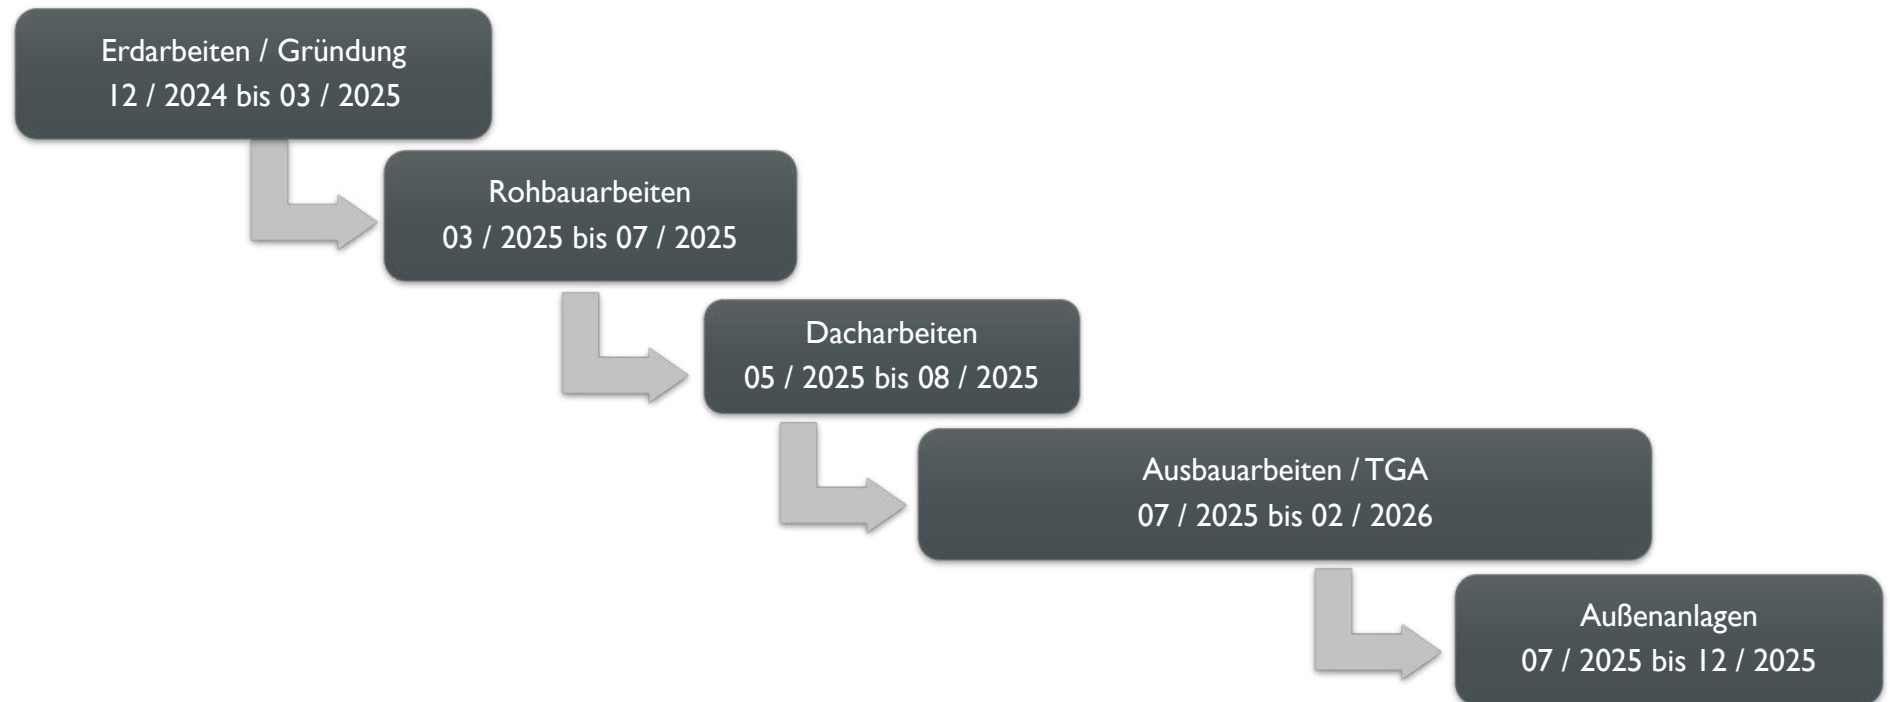 Erdarbeiten / Gründung
12 / 2024 bis 03 / 2025
Rohbauarbeiten
03 / 2025 bis 07 / 2025
Dacharbeiten
05 / 2025 bis 08 / 2025
Ausbauarbeiten / TGA
07 / 2025 bis 02 / 2026
Außenanlagen
07 / 2025 bis 12 / 2025